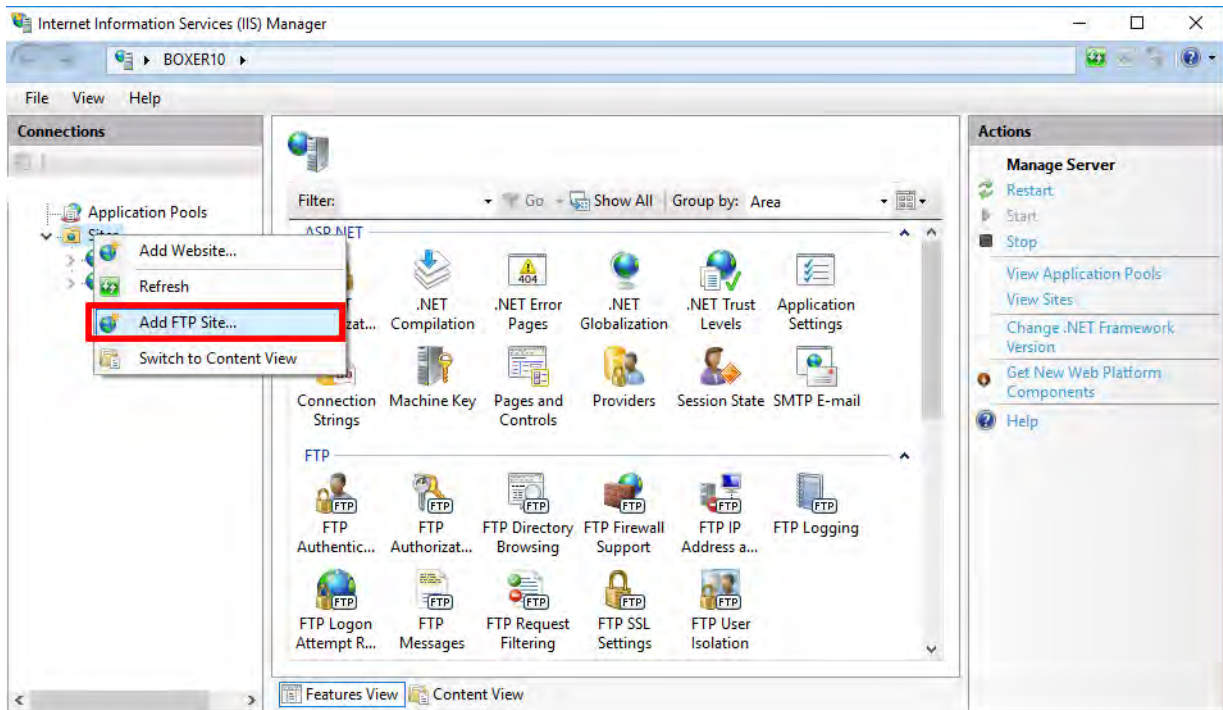 Internet Information Services (IIS) Manager
BOXER10
File View Help
Connections
Application Pools
Sites
Add Website...
Refresh
Add FTP Site...
Switch to Content View
Filter: Go Show All Group by: Area
ASP.NET
.NET Compilation
.NET Error Pages
.NET Globalization
.NET Trust Levels
Application Settings
Connection Strings
Machine Key
Pages and Controls
Providers
Session State
SMTP E-mail
FTP
FTP Authentic...
FTP Authorizat...
FTP Directory Browsing
FTP Firewall Support
FTP IP Address a...
FTP Logging
FTP Logon Attempt R...
FTP Messages
FTP Request Filtering
FTP SSL Settings
FTP User Isolation
Features View Content View
Actions
Manage Server
Restart
Start
Stop
View Application Pools
View Sites
Change .NET Framework
Version
Get New Web Platform
Components
Help